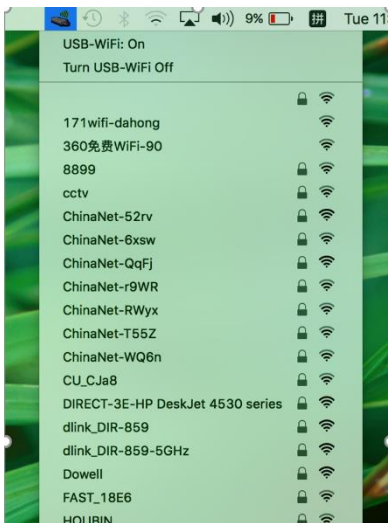 9% 拼 Tue 11
USB-WiFi: On
Turn USB-WiFi Off
171wifi-dahong
360免费WiFi-90
8899
cctv
ChinaNet-52rv
ChinaNet-6xsw
ChinaNet-QqFj
ChinaNet-r9WR
ChinaNet-RWyx
ChinaNet-T55Z
ChinaNet-WQ6n
CU_CJa8
DIRECT-3E-HP DeskJet 4530 series
dlink_DIR-859
dlink_DIR-859-5GHz
Dowell
FAST_18E6
HOUBIN